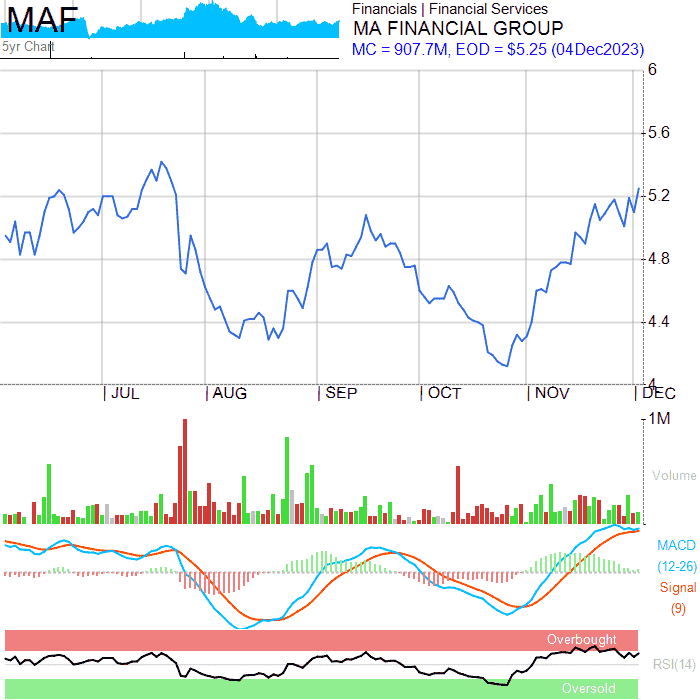 MAF
5yr Chart
Financials | Financial Services
MA FINANCIAL GROUP
MC = 907.7M, EOD = $5.25 (04Dec2023)
6
5.6
5.2
4.8
4.4
4
JUL AUG SEP OCT NOV DEC
1M
Volume
MACD
(12-26)
Signal
(9)
Overbought
RSI(14)
Oversold